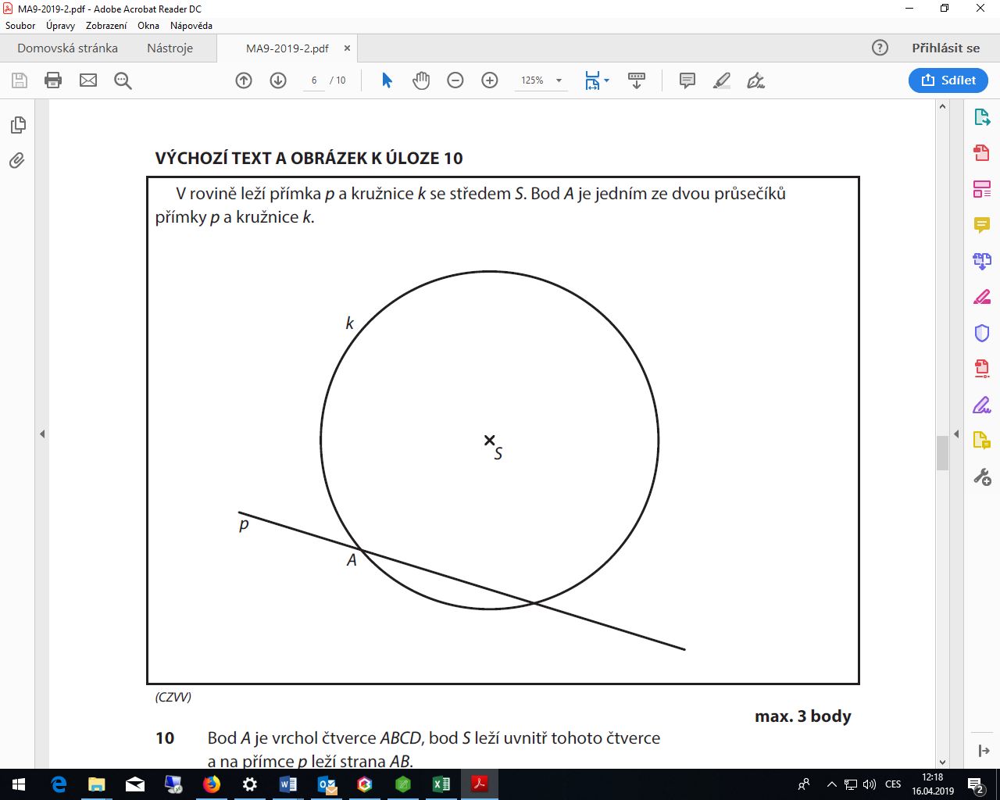 MA9-2019-2.pdf - Adobe Acrobat Reader DC
Soubor Úpravy Zobrazení Okna Nápověda
Domovská stránka Nástroje MA9-2019-2.pdf × Přihlásit se
6 / 10 125% Sdílet
VÝCHOZÍ TEXT A OBRÁZEK K ÚLOZE 10
V rovině leží přímka p a kružnice k se středem S. Bod A je jedním ze dvou průsečíků
přímky p a kružnice k.
k
S
p
A
(CZVV)
max. 3 body
10 Bod A je vrchol čtverce ABCD, bod S leží uvnitř tohoto čtverce
a na přímce p leží strana AB.
CES 12:18
16.04.2019 2